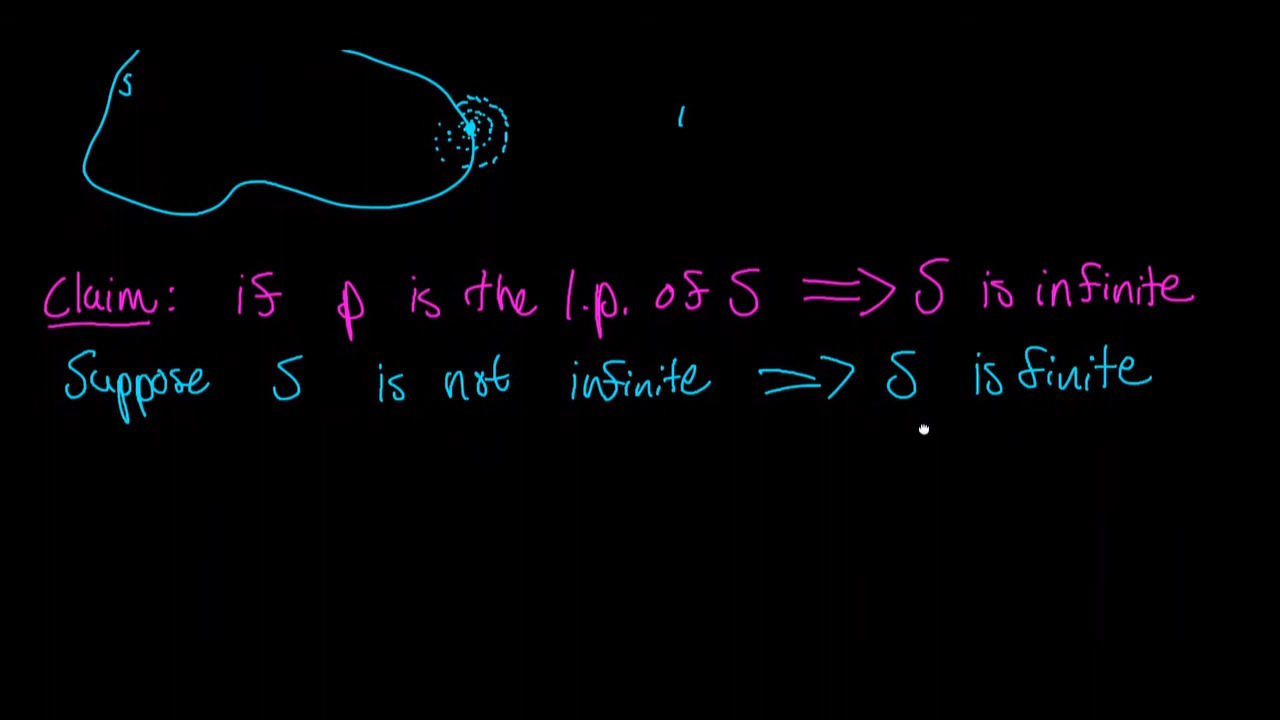 S
Claim: if p is the l.p. of S => S is infinite
Suppose S is not infinite => S is finite